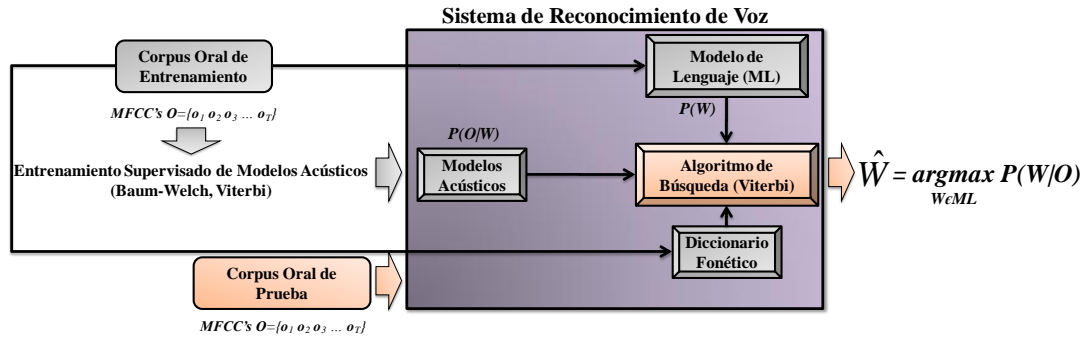 Sistema de Reconocimiento de Voz
Corpus Oral de
Entrenamiento
MFCC's O={o1 o2 o3 ... oT}
Entrenamiento Supervisado de Modelos Acústicos
(Baum-Welch, Viterbi)
P(O/W)
Modelos
Acústicos
Modelo de
Lenguaje (ML)
P(W)
Algoritmo de
Búsqueda (Viterbi)
Ŵ = argmax P(W/O)
WϵML
Diccionario
Fonético
Corpus Oral de
Prueba
MFCC's O={o1 o2 o3 ... oT}